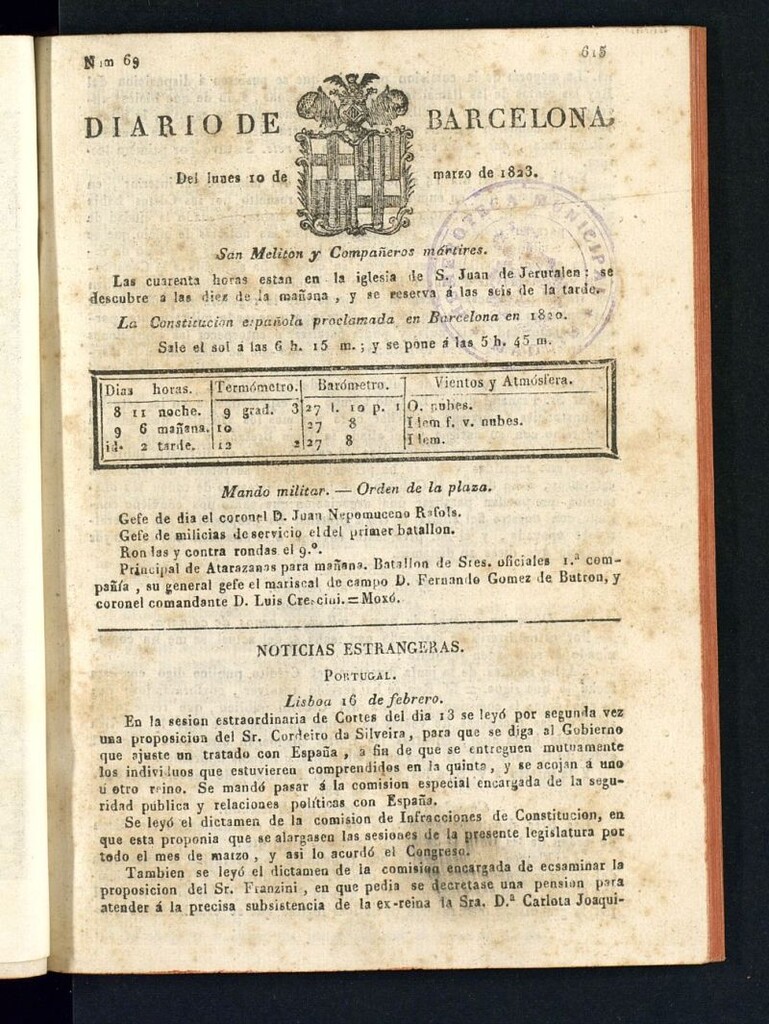 Num 69
615
DIARIO DE BARCELONA,
Del lunes 10 de marzo de 1823.
San Meliton y Compañeros mártires.
Las cuarenta horas estan en la iglesia de S. Juan de Jerusalen: se
descubre á las diez de la mañana, y se reserva á las seis de la tarde.
La Constitucion española proclamada en Barcelona en 1820.
Sale el sol á las 6 h. 15 m.; y se pone á las 5 h. 45 m.
Dias horas. Termómetro. Barómetro. Vientos y Atmósfera.
8 11 noche. 9 grad. 3 27 l. 10 p. 1 O. nubes.
9 6 mañana. 10 27 8 Idem f. v. nubes.
id. 2 tarde. 12 2 27 8 Idem.
Mando militar. — Orden de la plaza.
Gefe de dia el coronel D. Juan Nepomuceno Rafols.
Gefe de milicias de servicio el del primer batallon.
Rondas y contra rondas el 9.º.
Principal de Atarazanas para mañana. Batallon de Sres. oficiales 1.ª com-
pañía, su general gefe el mariscal de campo D. Fernando Gomez de Butron, y
coronel comandante D. Luis Crescini. = Moxó.
NOTICIAS ESTRANGERAS.
PORTUGAL.
Lisboa 16 de febrero.
En la sesion estraordinaria de Cortes del dia 13 se leyó por segunda vez
una proposicion del Sr. Cordeiro da Silveira, para que se diga al Gobierno
que ajuste un tratado con España, á fin de que se entreguen mutuamente
los individuos que estuvieren comprendidos en la quinta, y se acojan á uno
ú otro reino. Se mandó pasar á la comision especial encargada de la segu-
ridad publica y relaciones políticas con España.
Se leyó el dictamen de la comision de Infracciones de Constitucion, en
que esta proponia que se alargasen las sesiones de la presente legislatura por
todo el mes de marzo, y asi lo acordó el Congreso.
Tambien se leyó el dictamen de la comision encargada de ecsaminar la
proposicion del Sr. Franzini, en que pedia se decretase una pension para
atender á la precisa subsistencia de la ex-reina la Sra. D.ª Carlota Joaqui-
MUNICIPAL